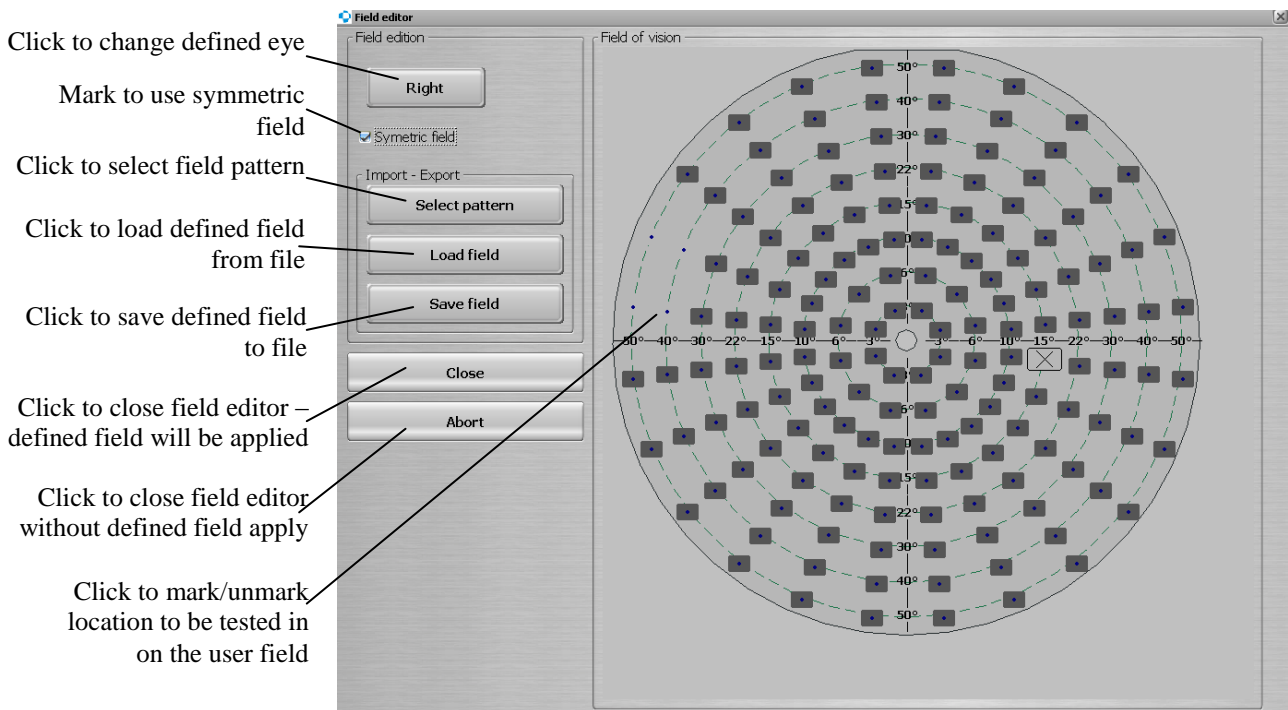 Click to change defined eye
Mark to use symmetric
field
Click to select field pattern
Click to load defined field
from file
Click to save defined field
to file
Click to close field editor –
defined field will be applied
Click to close field editor
without defined field apply
Click to mark/unmark
location to be tested in
on the user field
Field editor
Field edition
Right
Symetric field
Import - Export
Select pattern
Load field
Save field
Close
Abort
Field of vision
50°
40°
30°
22°
15°
0°
6°
50° 40° 30° 22° 15° 10° 6° 3° 3° 6° 10° 15° 22° 30° 40° 50°
3°
6°
0°
15°
22°
30°
40°
50°